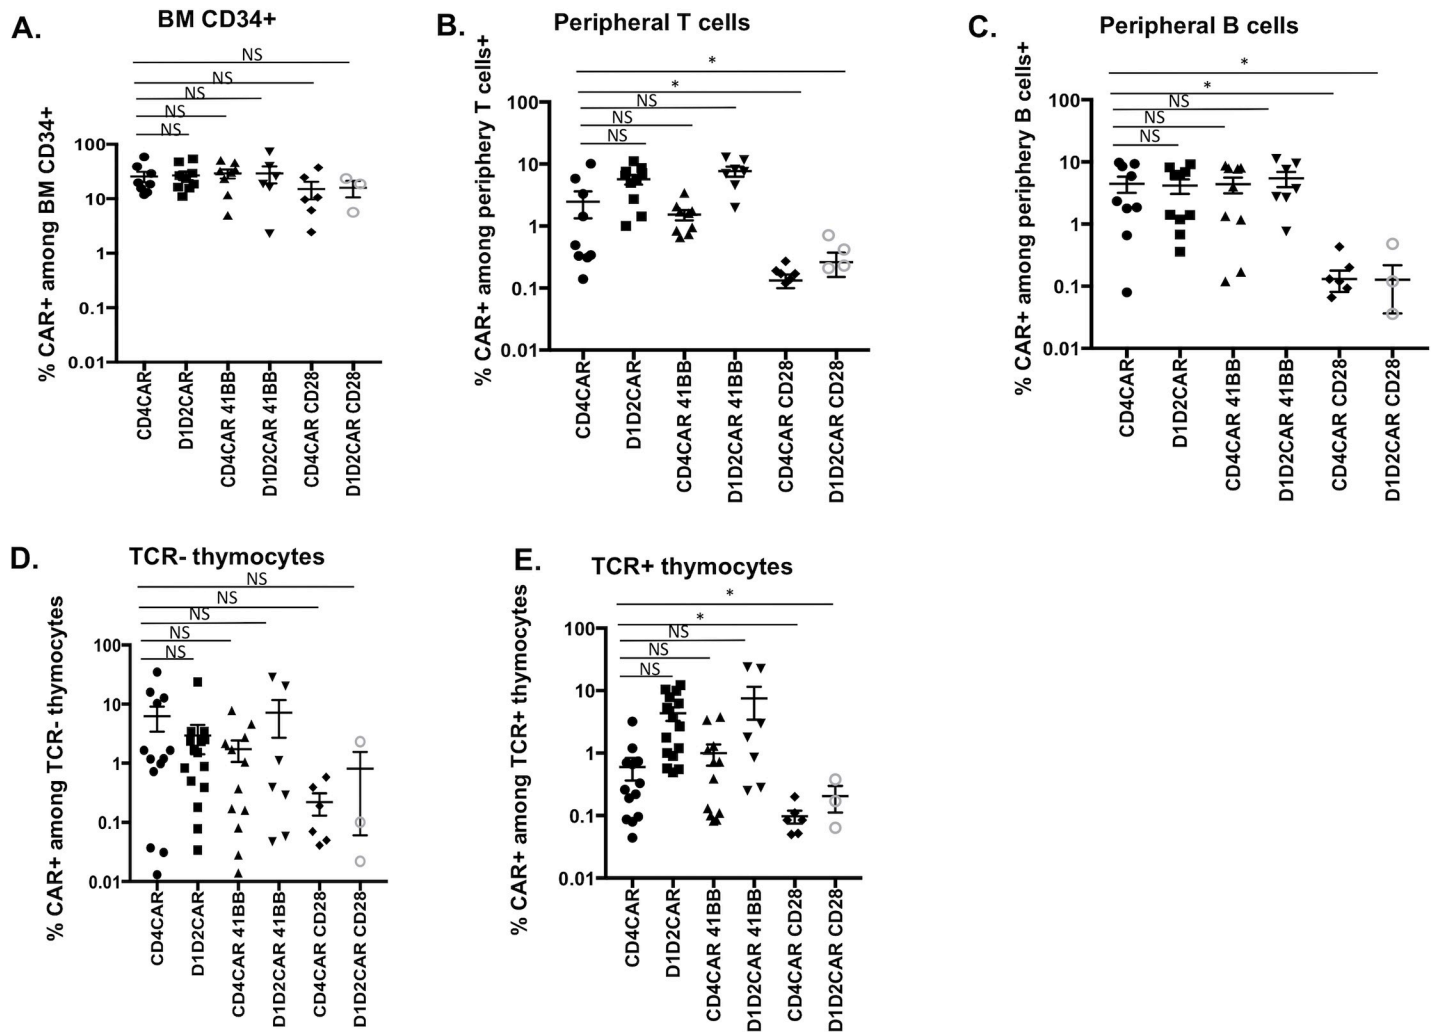 A.
BM CD34+
NS
NS
NS
NS
NS
% CAR+ among BM CD34+
100
10
1
0.1
0.01
CD4CAR
D1D2CAR
CD4CAR 41BB
D1D2CAR 41BB
CD4CAR CD28
D1D2CAR CD28
B.
Peripheral T cells
*
*
NS
NS
NS
% CAR+ among periphery T cells+
100
10
1
0.1
0.01
CD4CAR
D1D2CAR
CD4CAR 41BB
D1D2CAR 41BB
CD4CAR CD28
D1D2CAR CD28
C.
Peripheral B cells
*
*
NS
NS
NS
% CAR+ among periphery B cells+
100
10
1
0.1
0.01
CD4CAR
D1D2CAR
CD4CAR 41BB
D1D2CAR 41BB
CD4CAR CD28
D1D2CAR CD28
D.
TCR- thymocytes
NS
NS
NS
NS
NS
% CAR+ among TCR- thymocytes
100
10
1
0.1
0.01
CD4CAR
D1D2CAR
CD4CAR 41BB
D1D2CAR 41BB
CD4CAR CD28
D1D2CAR CD28
E.
TCR+ thymocytes
*
*
NS
NS
NS
% CAR+ among TCR+ thymocytes
100
10
1
0.1
0.01
CD4CAR
D1D2CAR
CD4CAR 41BB
D1D2CAR 41BB
CD4CAR CD28
D1D2CAR CD28